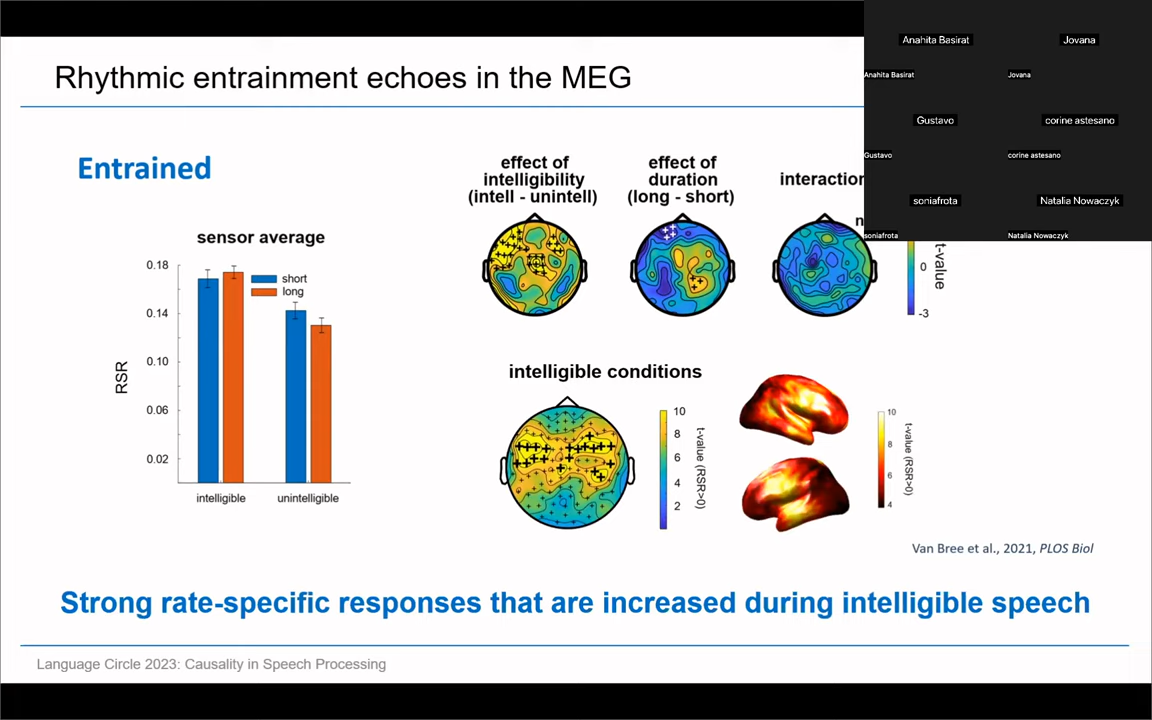 Rhythmic entrainment echoes in the MEG
Anahita Basirat
Jovana
Anahita Basirat
Jovana
Gustavo
corine astesano
Gustavo
corine astesano
soniafrota
Natalia Nowaczyk
soniafrota
Natalia Nowaczyk
Entrained
sensor average
0.18
0.14
0.10
0.06
0.02
RSR
short
long
intelligible
unintelligible
effect of
intelligibility
(intell - unintell)
effect of
duration
(long - short)
interaction
n
0
-3
t-value
intelligible conditions
10
8
6
4
2
t-value (RSR>0)
10
8
6
4
t-value (RSR>0)
Van Bree et al., 2021, PLOS Biol
Strong rate-specific responses that are increased during intelligible speech
Language Circle 2023: Causality in Speech Processing